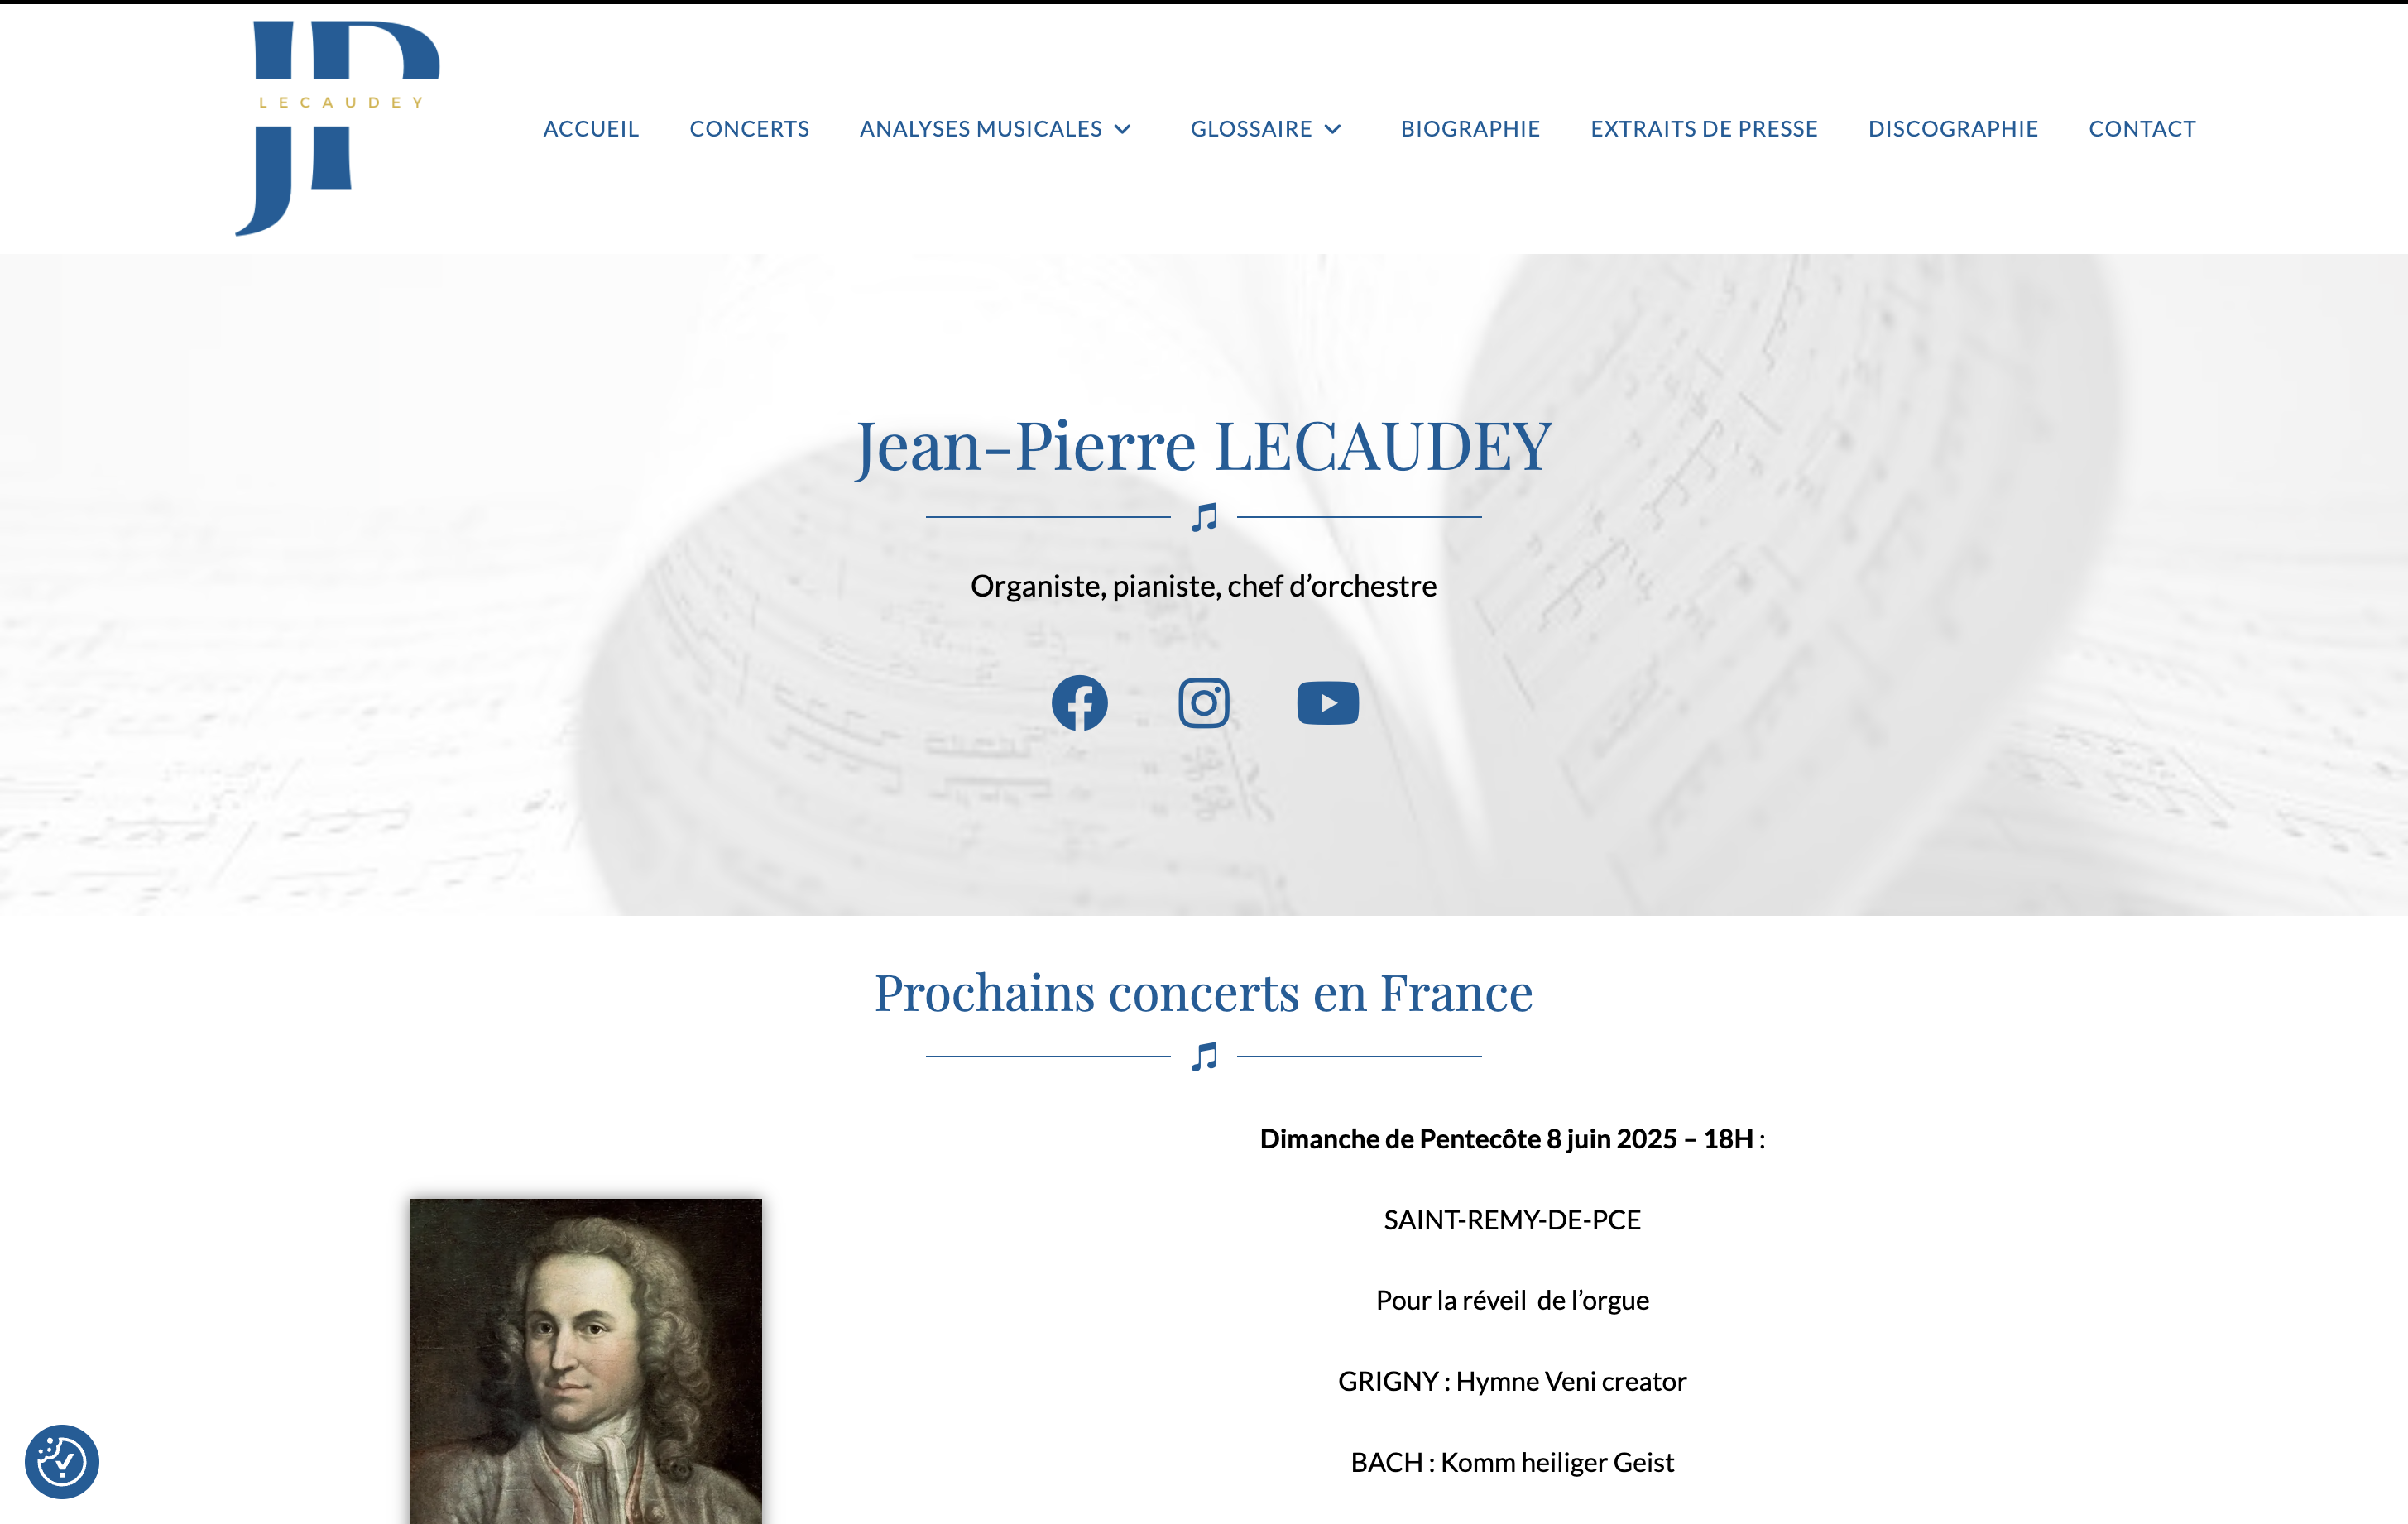 LECAUDEY
ACCUEIL CONCERTS ANALYSES MUSICALES GLOSSAIRE BIOGRAPHIE EXTRAITS DE PRESSE DISCOGRAPHIE CONTACT
Jean-Pierre LECAUDEY
Organiste, pianiste, chef d’orchestre
Prochains concerts en France
Dimanche de Pentecôte 8 juin 2025 – 18H :
SAINT-REMY-DE-PCE
Pour la réveil de l’orgue
GRIGNY : Hymne Veni creator
BACH : Komm heiliger Geist